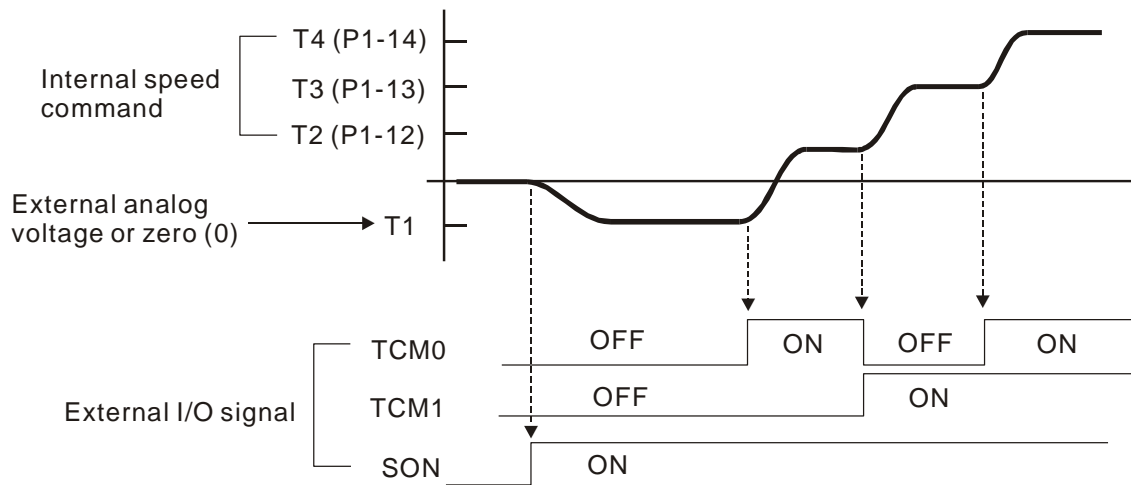 T4 (P1-14)
Internal speed
command
T3 (P1-13)
T2 (P1-12)
External analog
voltage or zero (0)
T1
TCM0
OFF
ON
OFF
ON
External I/O signal
TCM1
OFF
ON
SON
ON